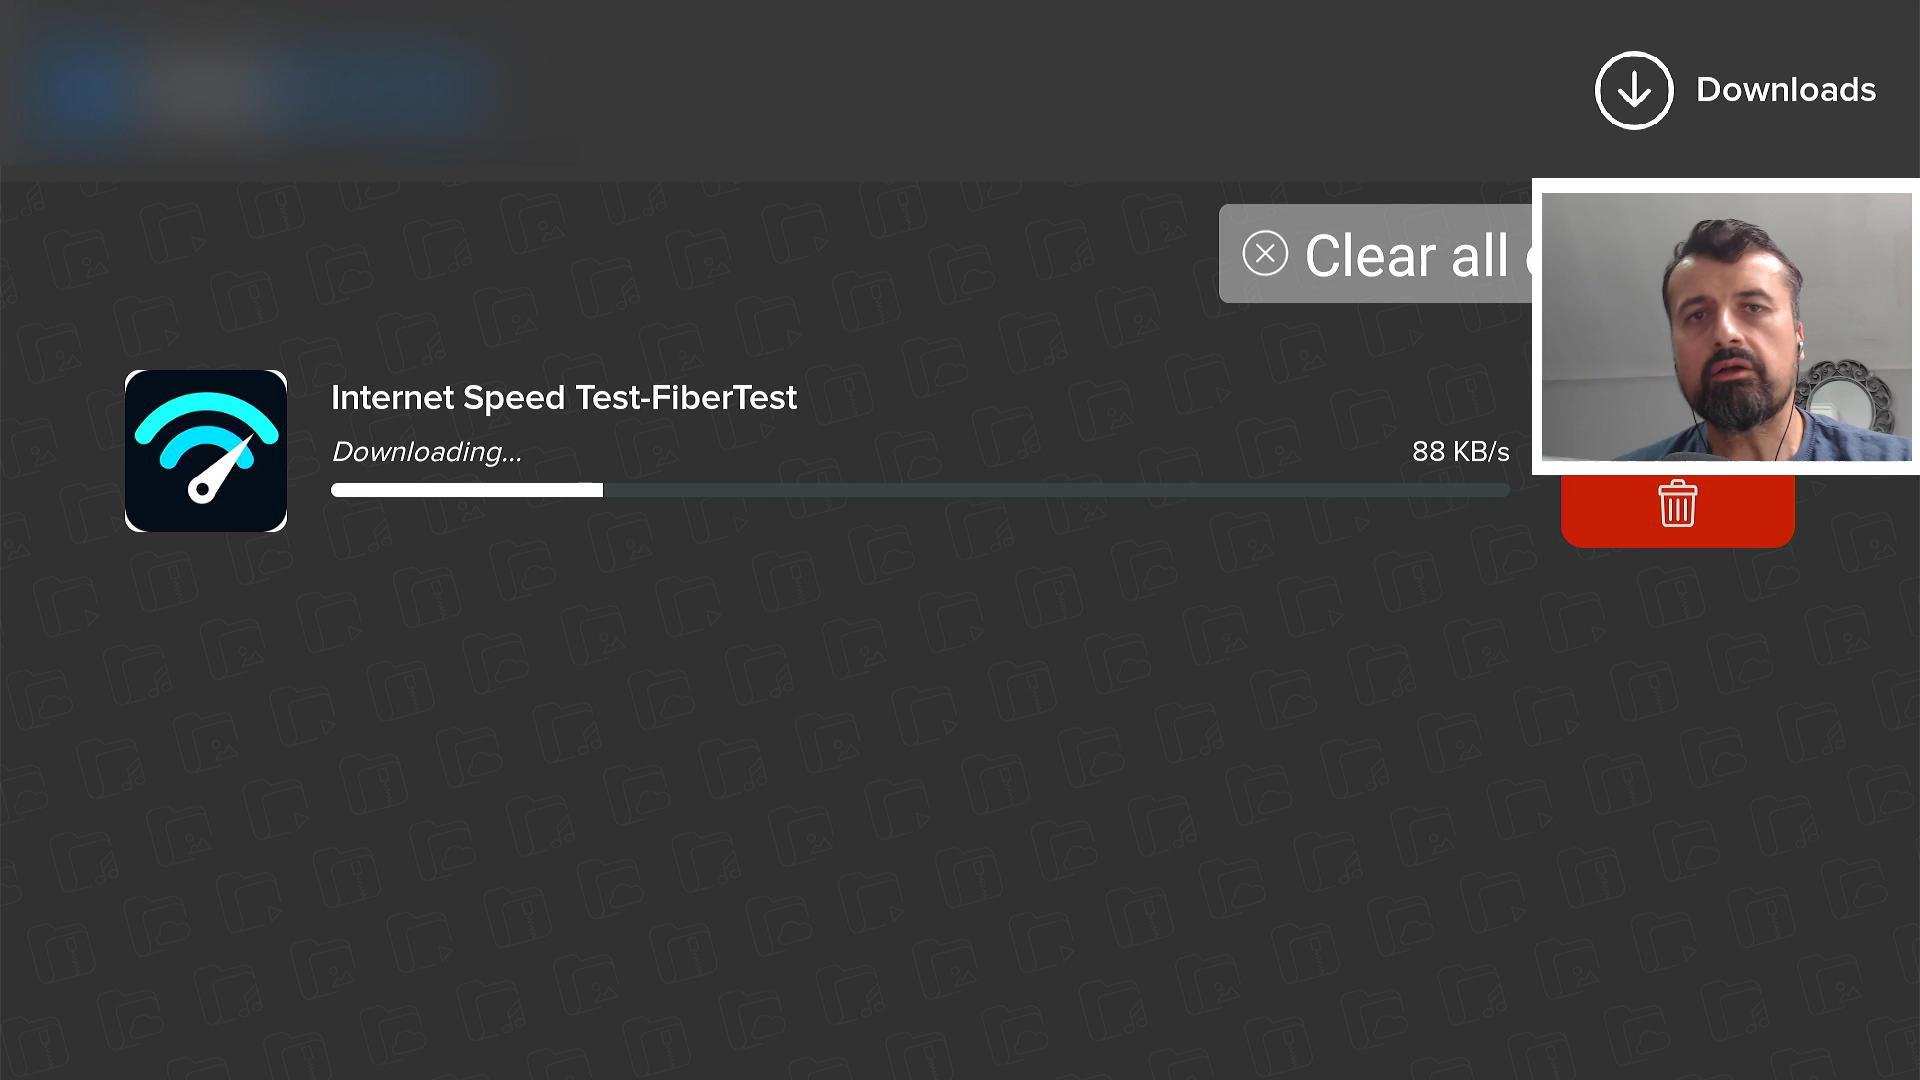 Downloads
Clear all
Internet Speed Test-FiberTest
Downloading...
88 KB/s